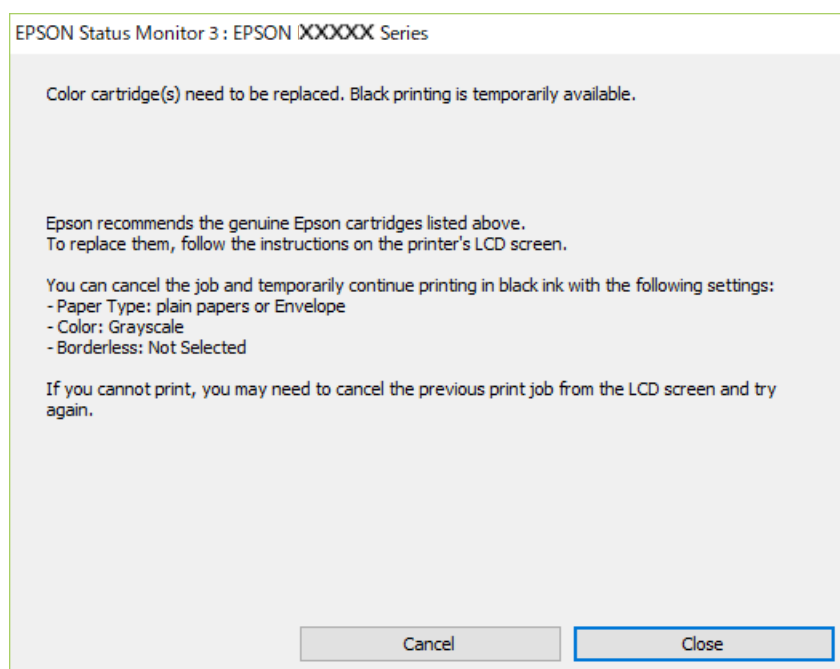 EPSON Status Monitor 3 : EPSON XXXXX Series
Color cartridge(s) need to be replaced. Black printing is temporarily available.
Epson recommends the genuine Epson cartridges listed above.
To replace them, follow the instructions on the printer's LCD screen.
You can cancel the job and temporarily continue printing in black ink with the following settings:
- Paper Type: plain papers or Envelope
- Color: Grayscale
- Borderless: Not Selected
If you cannot print, you may need to cancel the previous print job from the LCD screen and try
again.
Cancel
Close